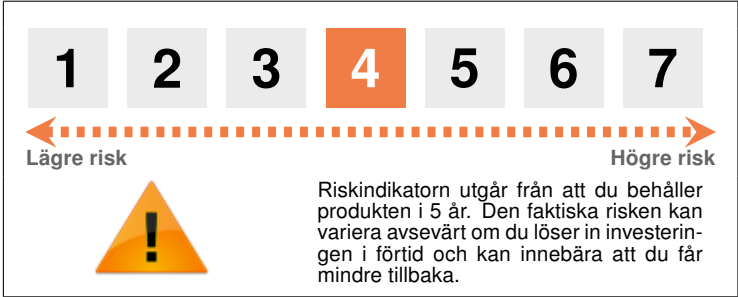 1 2 3 4 5 6 7
Lägre risk Högre risk
!
Riskindikatorn utgår från att du behåller
produkten i 5 år. Den faktiska risken kan
variera avsevärt om du löser in investerin-
gen i förtid och kan innebära att du får
mindre tillbaka.